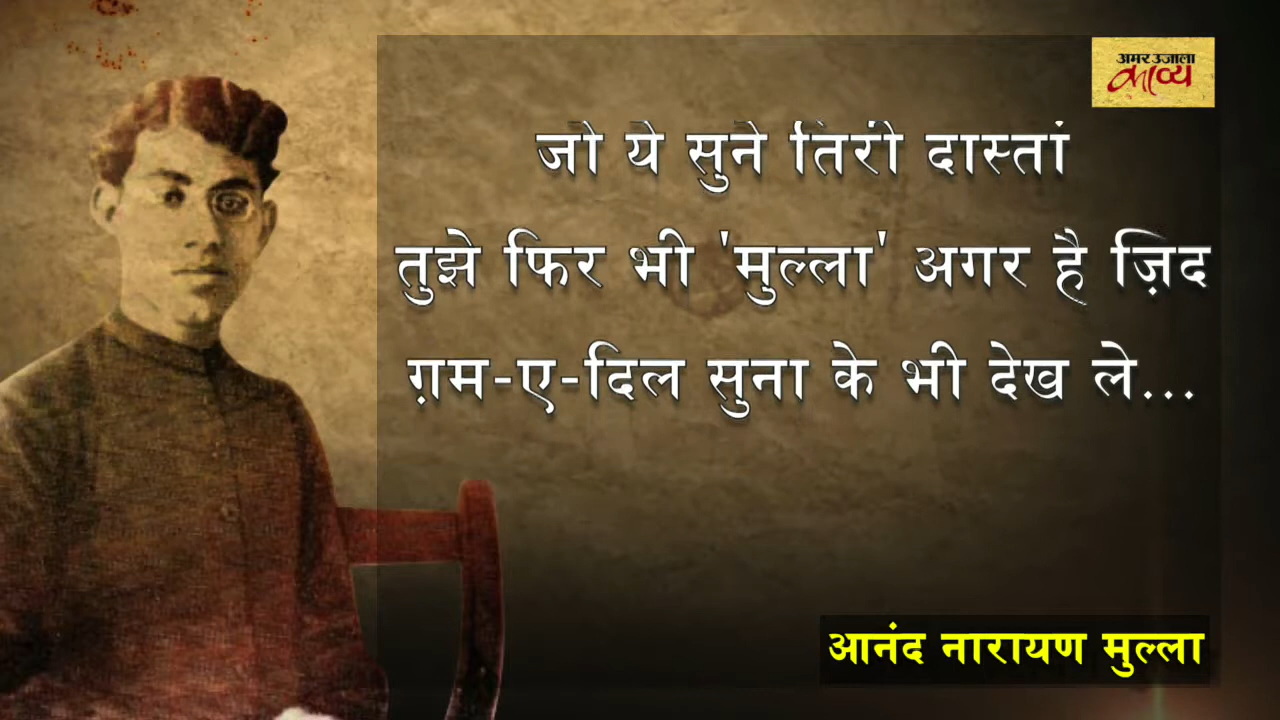 अमर उजाला
काव्य
जो ये सुने तिरी दास्तां
तुझे फिर भी 'मुल्ला' अगर है ज़िद
ग़म-ए-दिल सुना के भी देख ले...
आनंद नारायण मुल्ला